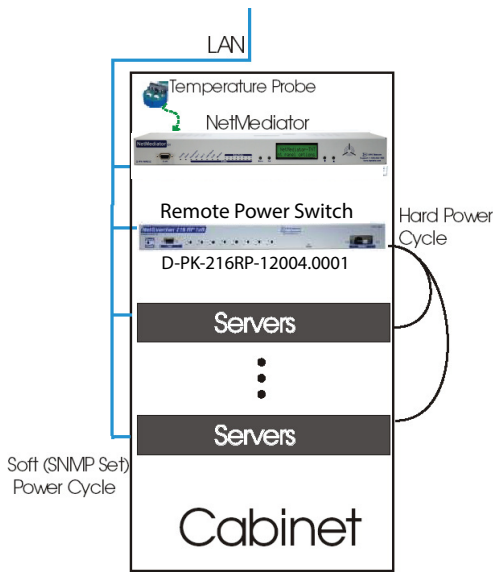 LAN
Temperature Probe
NetMediator
NetMediator
Remote Power Switch
Hard Power
Cycle
D-PK-216RP-12004.0001
Servers
Servers
Soft (SNMP Set)
Power Cycle
Cabinet